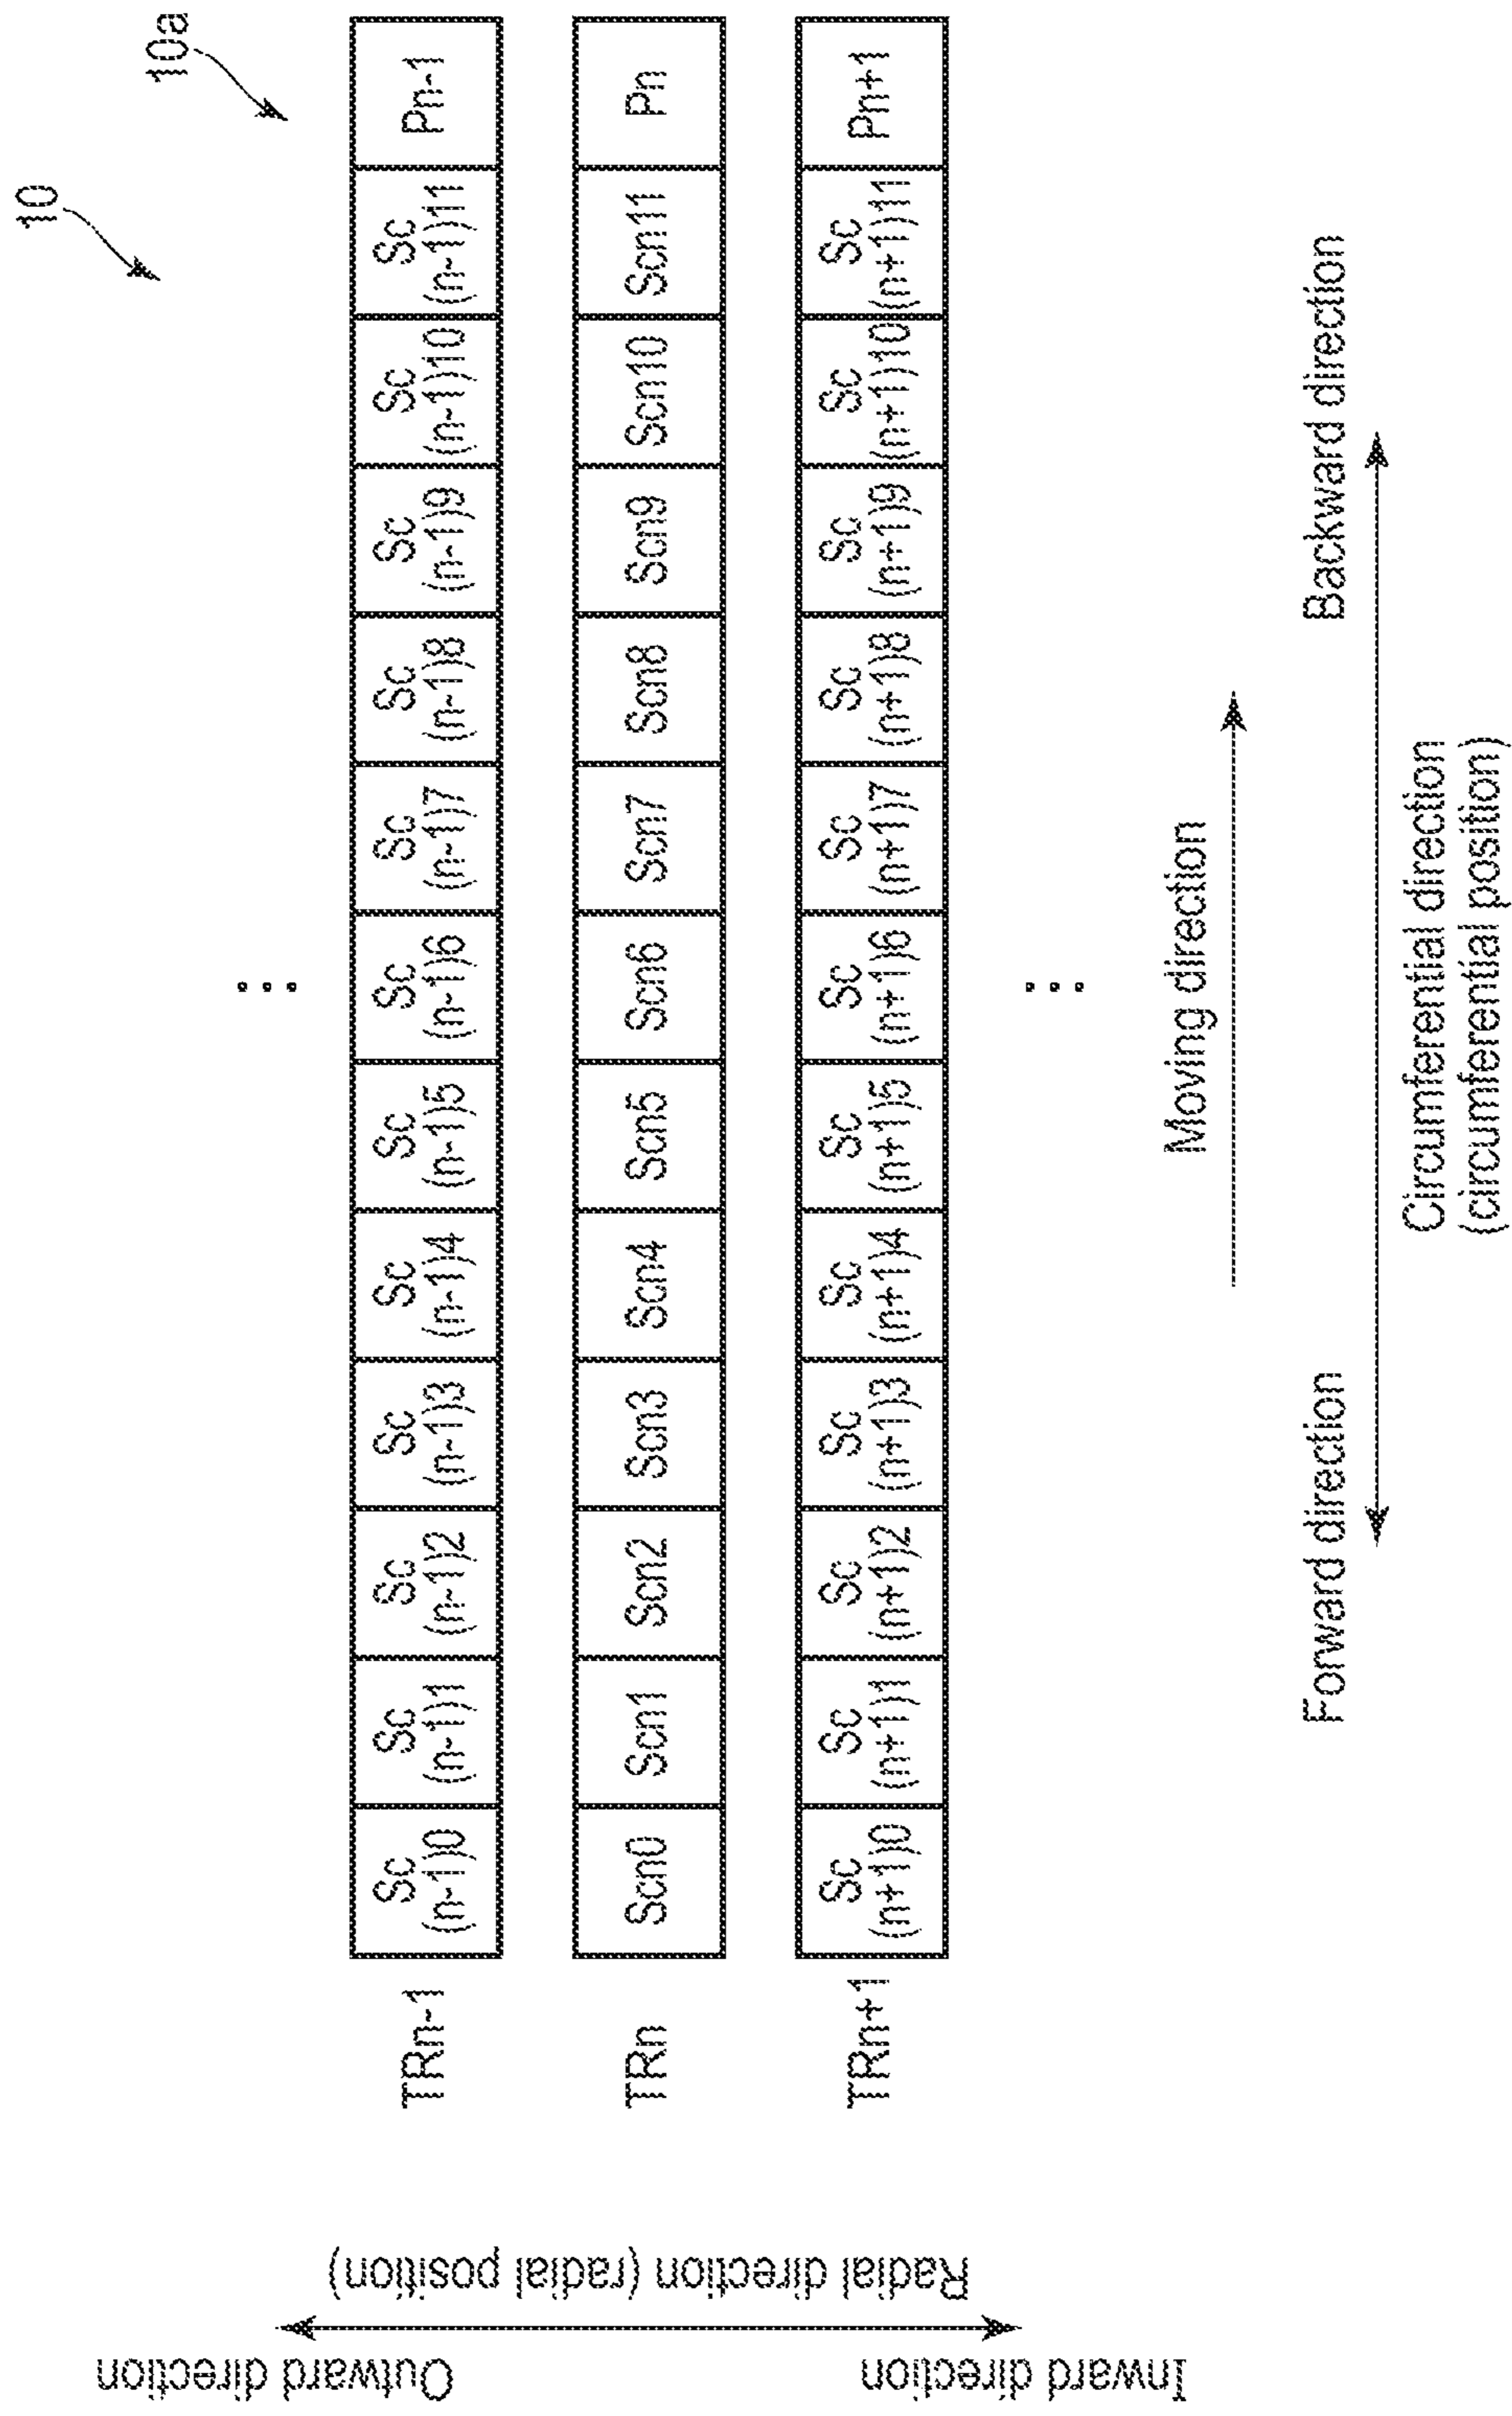 10
10a
TRn-1
Sc
(n-1)0
Sc
(n-1)1
Sc
(n-1)2
Sc
(n-1)3
Sc
(n-1)4
Sc
(n-1)5
Sc
(n-1)6
Sc
(n-1)7
Sc
(n-1)8
Sc
(n-1)9
Sc
(n-1)10
Sc
(n-1)11
Pn-1
TRn
Scn0
Scn1
Scn2
Scn3
Scn4
Scn5
Scn6
Scn7
Scn8
Scn9
Scn10
Scn11
Pn
TRn+1
Sc
(n+1)0
Sc
(n+1)1
Sc
(n+1)2
Sc
(n+1)3
Sc
(n+1)4
Sc
(n+1)5
Sc
(n+1)6
Sc
(n+1)7
Sc
(n+1)8
Sc
(n+1)9
Sc
(n+1)10
Sc
(n+1)11
Pn+1
Outward direction
Radial direction (radial position)
Inward direction
Moving direction
Forward direction
Backward direction
Circumferential direction
(circumferential position)